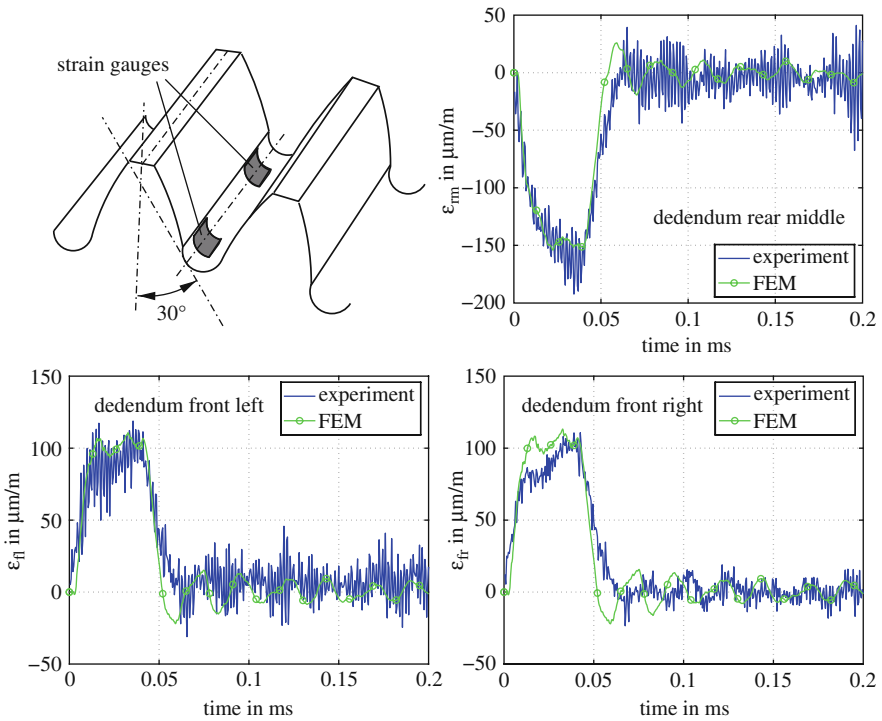 strain gauges
30°
50
0
−50
−100
−150
−200
ε_rm in μm/m
dedendum rear middle
experiment
FEM
0 0.05 0.1 0.15 0.2
time in ms
150
100
50
0
−50
ε_fl in μm/m
dedendum front left
experiment
FEM
0 0.05 0.1 0.15 0.2
time in ms
150
100
50
0
−50
ε_fr in μm/m
dedendum front right
experiment
FEM
0 0.05 0.1 0.15 0.2
time in ms